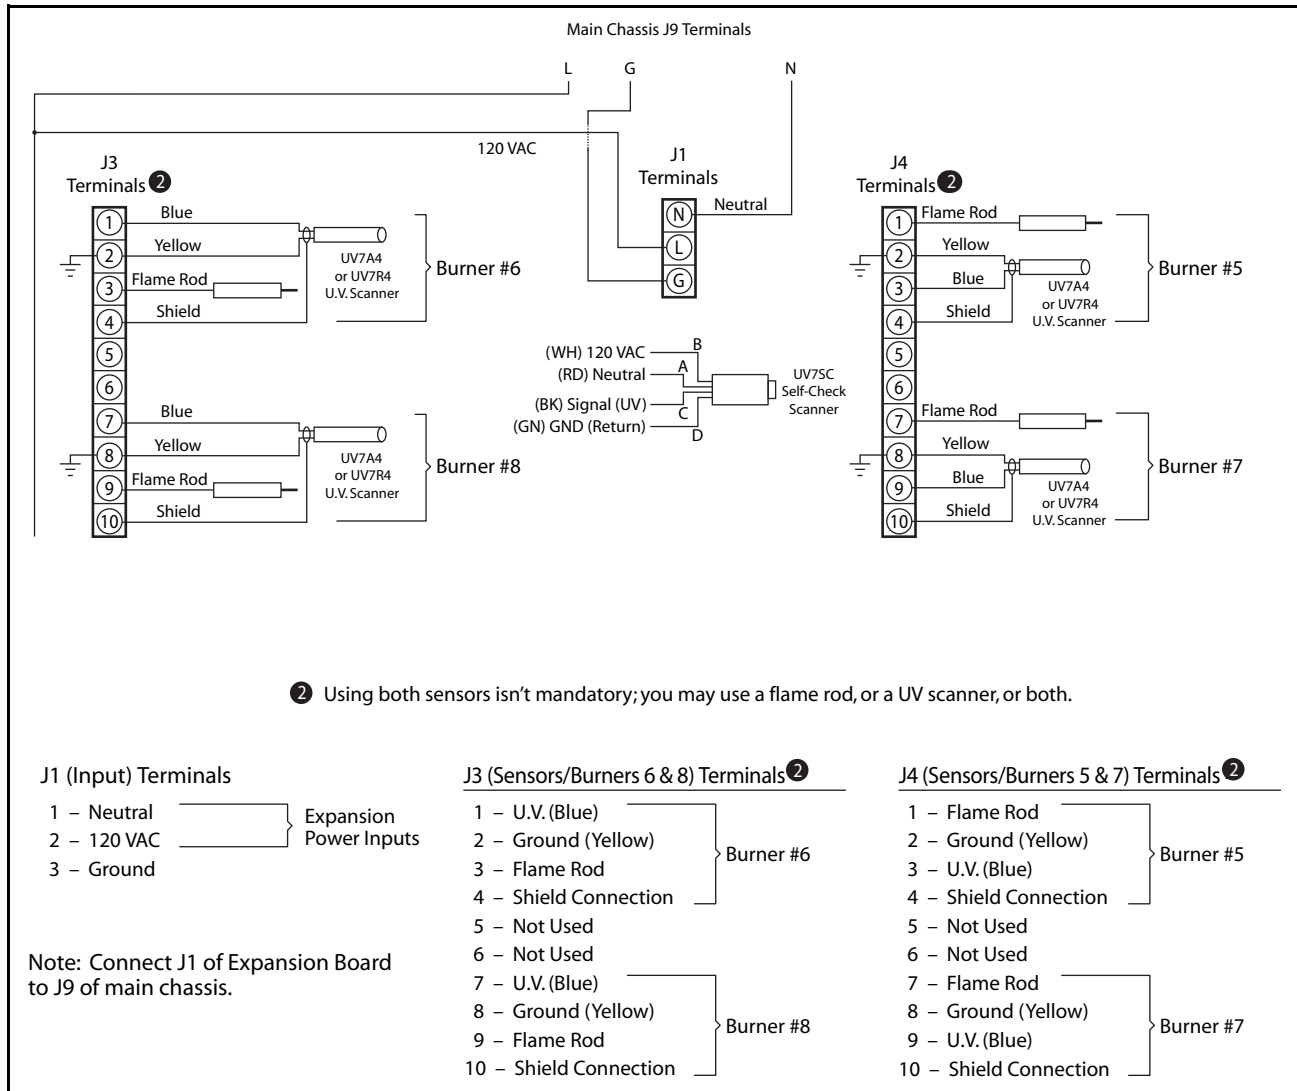 Main Chassis J9 Terminals
L G N
120 VAC
J3
Terminals 2
1
2
3
4
5
6
7
8
9
10
Blue
Yellow
Flame Rod
Shield
UV7A4
or UV7R4
U.V. Scanner
Burner #6
Blue
Yellow
Flame Rod
Shield
UV7A4
or UV7R4
U.V. Scanner
Burner #8
J1
Terminals
N
L
G
Neutral
(WH) 120 VAC B
(RD) Neutral A
(BK) Signal (UV) C
(GN) GND (Return) D
UV7SC
Self-Check
Scanner
J4
Terminals 2
1
2
3
4
5
6
7
8
9
10
Flame Rod
Yellow
Blue
Shield
UV7A4
or UV7R4
U.V. Scanner
Burner #5
Flame Rod
Yellow
Blue
Shield
UV7A4
or UV7R4
U.V. Scanner
Burner #7
2 Using both sensors isn't mandatory; you may use a flame rod, or a UV scanner, or both.
J1 (Input) Terminals
1 – Neutral
2 – 120 VAC
3 – Ground
Expansion
Power Inputs
Note: Connect J1 of Expansion Board
to J9 of main chassis.
J3 (Sensors/Burners 6 & 8) Terminals 2
1 – U.V. (Blue)
2 – Ground (Yellow)
3 – Flame Rod
4 – Shield Connection
Burner #6
5 – Not Used
6 – Not Used
7 – U.V. (Blue)
8 – Ground (Yellow)
9 – Flame Rod
10 – Shield Connection
Burner #8
J4 (Sensors/Burners 5 & 7) Terminals 2
1 – Flame Rod
2 – Ground (Yellow)
3 – U.V. (Blue)
4 – Shield Connection
Burner #5
5 – Not Used
6 – Not Used
7 – Flame Rod
8 – Ground (Yellow)
9 – U.V. (Blue)
10 – Shield Connection
Burner #7